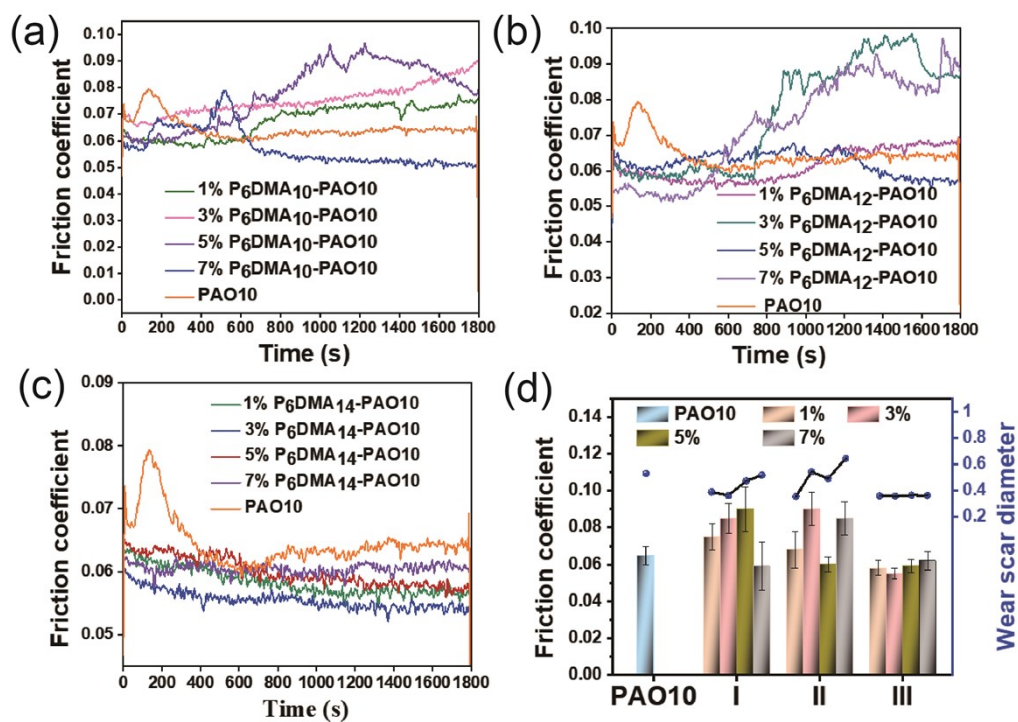 (a)
Friction coefficient
0.10
0.09
0.08
0.07
0.06
0.05
0.04
0.03
0.02
0.01
0.00
1% P₆DMA₁₀-PAO10
3% P₆DMA₁₀-PAO10
5% P₆DMA₁₀-PAO10
7% P₆DMA₁₀-PAO10
PAO10
0 200 400 600 800 1000 1200 1400 1600 1800
Time (s)
(b)
Friction coefficient
0.10
0.09
0.08
0.07
0.06
0.05
0.04
0.03
0.02
1% P₆DMA₁₂-PAO10
3% P₆DMA₁₂-PAO10
5% P₆DMA₁₂-PAO10
7% P₆DMA₁₂-PAO10
PAO10
0 200 400 600 800 1000 1200 1400 1600 1800
Time (s)
(c)
Friction coefficient
0.09
0.08
0.07
0.06
0.05
1% P₆DMA₁₄-PAO10
3% P₆DMA₁₄-PAO10
5% P₆DMA₁₄-PAO10
7% P₆DMA₁₄-PAO10
PAO10
0 200 400 600 800 1000 1200 1400 1600 1800
Time (s)
(d)
Friction coefficient
0.14
0.12
0.10
0.08
0.06
0.04
0.02
0.00
PAO10 1% 3%
5% 7%
1
0.8
0.6
0.4
0.2
Wear scar diameter
PAO10 I II III